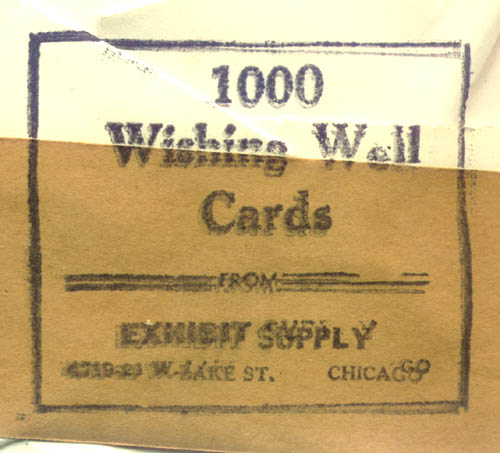 1000
Wishing Well
Cards
FROM
EXHIBIT SUPPLY
W-LAKE ST. CHICAGO